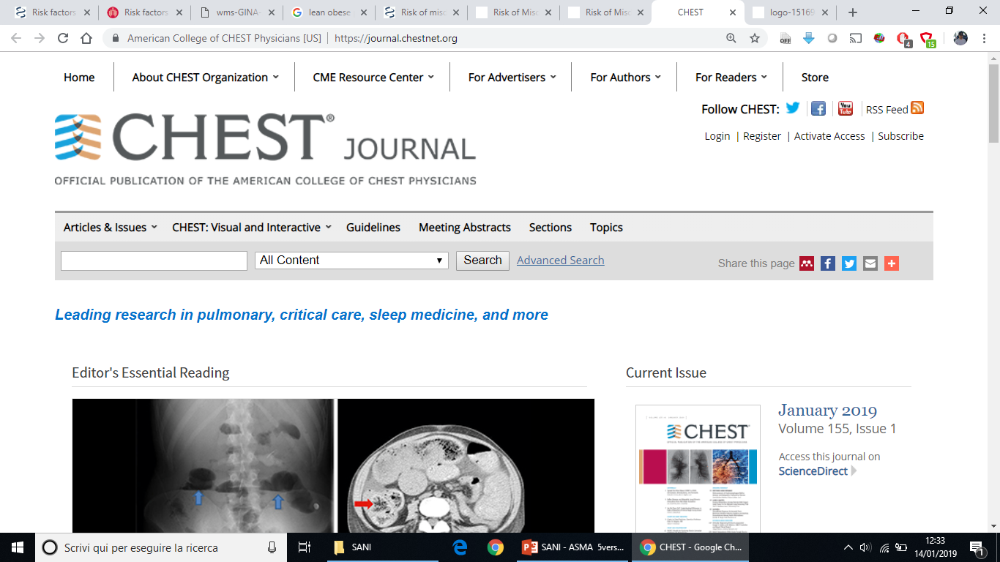 Risk factors
Risk factors
wms-GINA-
lean obese
Risk of misc
Risk of Misc
Risk of Misc
CHEST
logo-15169
American College of CHEST Physicians [US] | https://journal.chestnet.org
OFF
4
15
Home
About CHEST Organization
CME Resource Center
For Advertisers
For Authors
For Readers
Store
CHEST® JOURNAL
OFFICIAL PUBLICATION OF THE AMERICAN COLLEGE OF CHEST PHYSICIANS
Follow CHEST:
You Tube
RSS Feed
Login | Register | Activate Access | Subscribe
Articles & Issues
CHEST: Visual and Interactive
Guidelines
Meeting Abstracts
Sections
Topics
All Content
Search
Advanced Search
Share this page
Leading research in pulmonary, critical care, sleep medicine, and more
Editor's Essential Reading
Current Issue
CHEST
January 2019
Volume 155, Issue 1
Access this journal on
ScienceDirect
Scrivi qui per eseguire la ricerca
SANI
SANI - ASMA 5vers...
CHEST - Google Ch...
12:33
14/01/2019
1